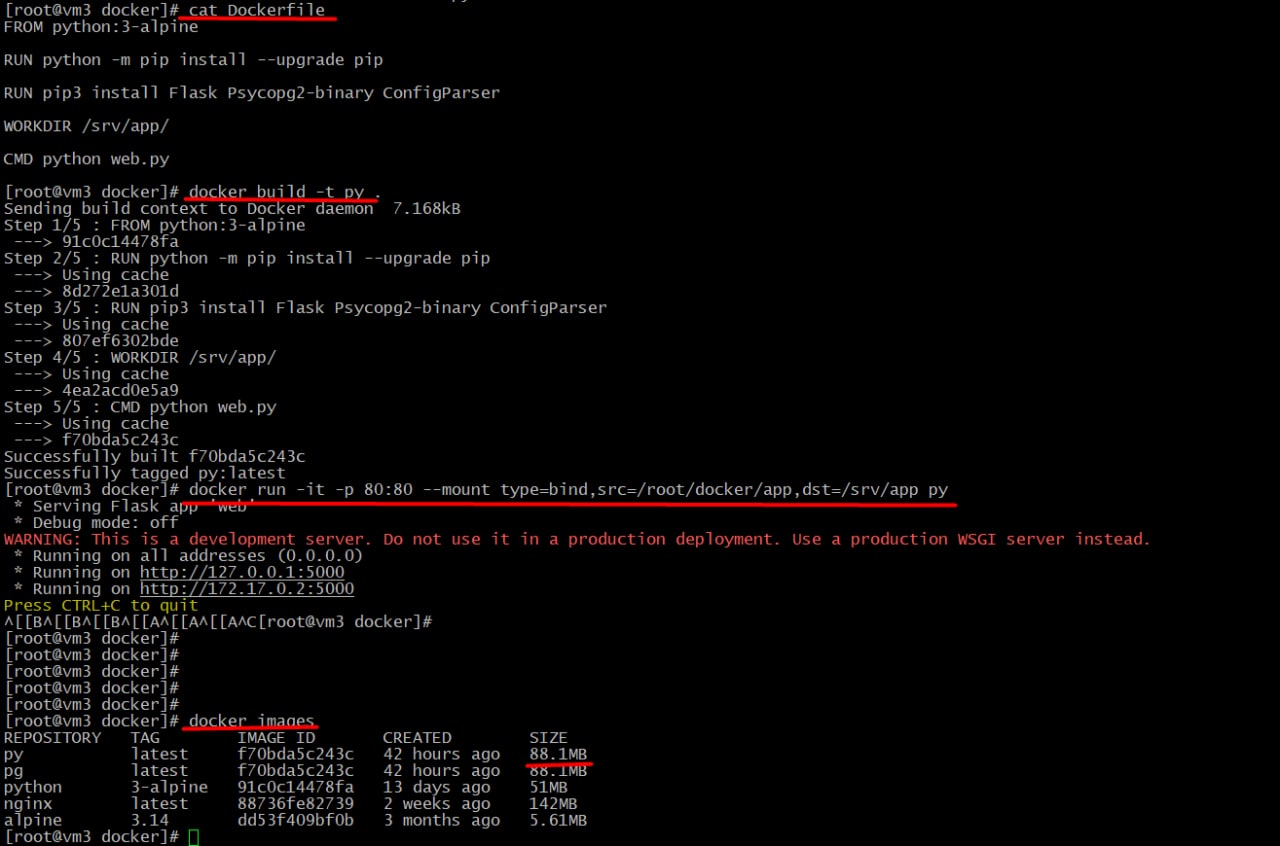 [root@vm3 docker]# cat Dockerfile
FROM python:3-alpine
RUN python -m pip install --upgrade pip
RUN pip3 install Flask Psycopg2-binary ConfigParser
WORKDIR /srv/app/
CMD python web.py
[root@vm3 docker]# docker build -t py .
Sending build context to Docker daemon  7.168kB
Step 1/5 : FROM python:3-alpine
 ---> 91c0c14478fa
Step 2/5 : RUN python -m pip install --upgrade pip
 ---> Using cache
 ---> 8d272e1a301d
Step 3/5 : RUN pip3 install Flask Psycopg2-binary ConfigParser
 ---> Using cache
 ---> 807ef6302bde
Step 4/5 : WORKDIR /srv/app/
 ---> Using cache
 ---> 4ea2acd0e5a9
Step 5/5 : CMD python web.py
 ---> Using cache
 ---> f70bda5c243c
Successfully built f70bda5c243c
Successfully tagged py:latest
[root@vm3 docker]# docker run -it -p 80:80 --mount type=bind,src=/root/docker/app,dst=/srv/app py
 * Serving Flask app 'web'
 * Debug mode: off
WARNING: This is a development server. Do not use it in a production deployment. Use a production WSGI server instead.
 * Running on all addresses (0.0.0.0)
 * Running on http://127.0.0.1:5000
 * Running on http://172.17.0.2:5000
Press CTRL+C to quit
^[[B^[[B^[[B^[[A^[[A^[[A^C[root@vm3 docker]#
[root@vm3 docker]#
[root@vm3 docker]#
[root@vm3 docker]#
[root@vm3 docker]#
[root@vm3 docker]#
[root@vm3 docker]# docker images
REPOSITORY   TAG        IMAGE ID       CREATED        SIZE
py           latest     f70bda5c243c   42 hours ago   88.1MB
pg           latest     f70bda5c243c   42 hours ago   88.1MB
python       3-alpine   91c0c14478fa   13 days ago    51MB
nginx        latest     88736fe82739   2 weeks ago    142MB
alpine       3.14       dd53f409bf0b   3 months ago   5.61MB
[root@vm3 docker]#